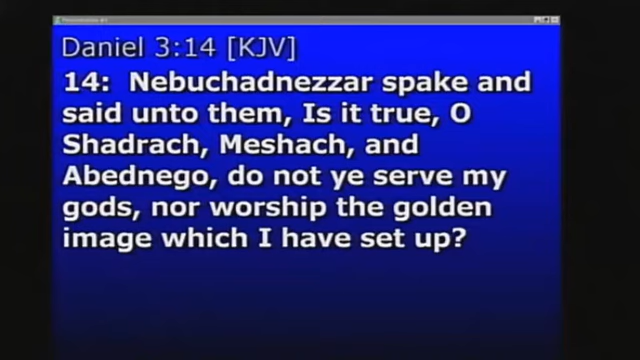 Daniel 3:14 [KJV]
14: Nebuchadnezzar spake and
said unto them, Is it true, O
Shadrach, Meshach, and
Abednego, do not ye serve my
gods, nor worship the golden
image which I have set up?